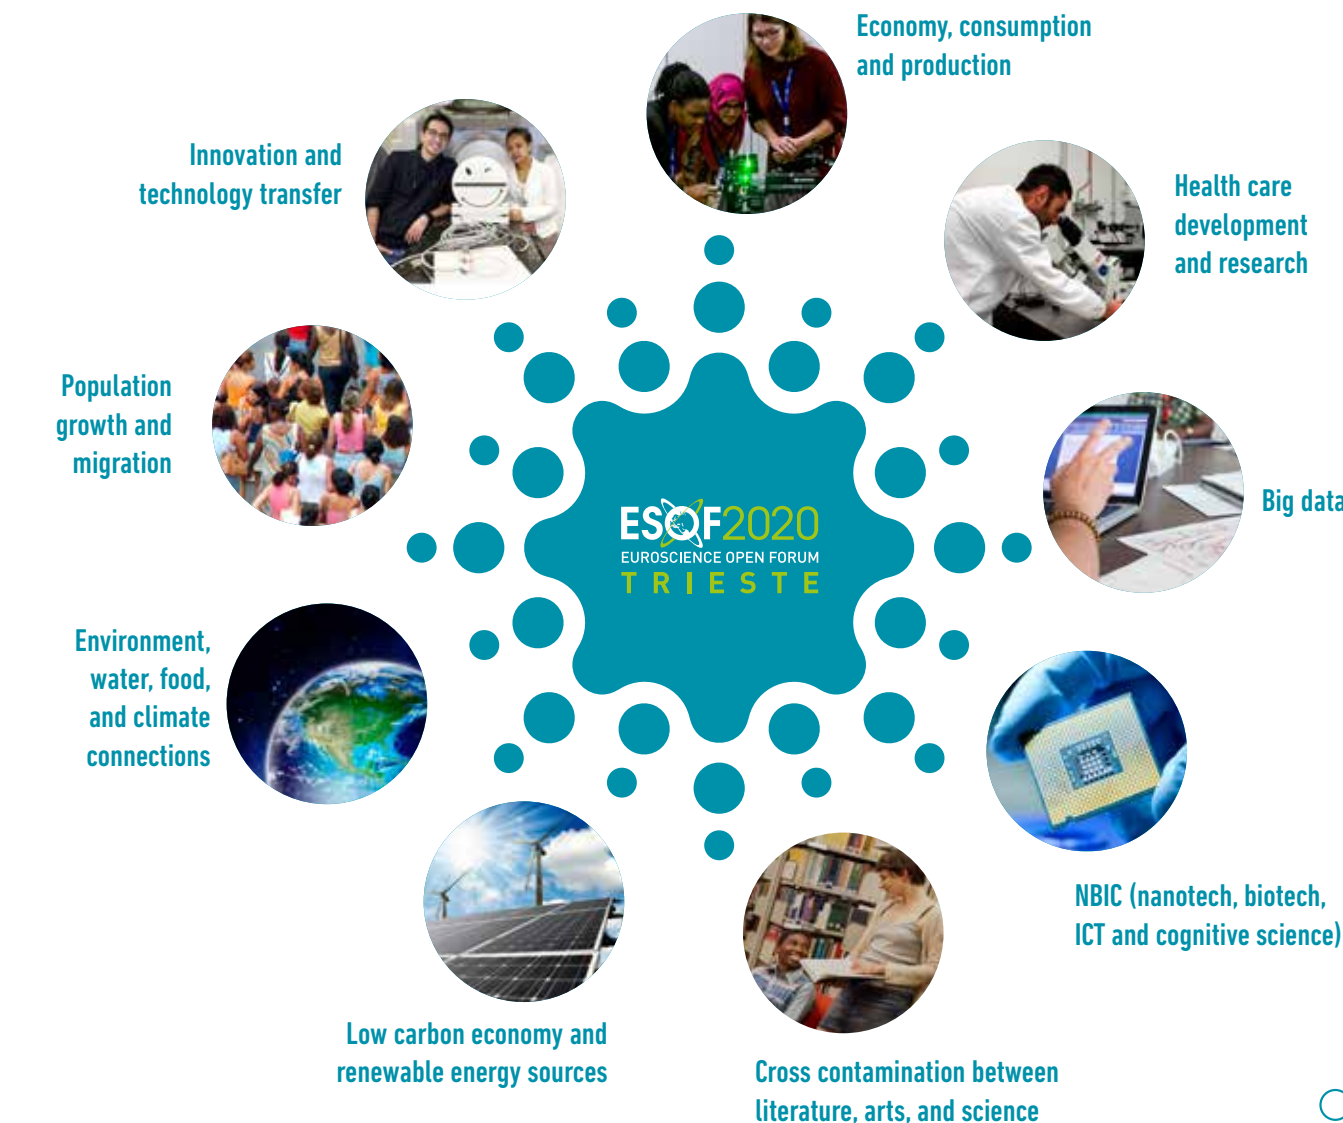 Economy, consumption
and production
Innovation and
technology transfer
Health care
development
and research
Population
growth and
migration
Big data
ESOF2020
EUROSCIENCE OPEN FORUM
TRIESTE
Environment,
water, food,
and climate
connections
NBIC (nanotech, biotech,
ICT and cognitive science)
Low carbon economy and
renewable energy sources
Cross contamination between
literature, arts, and science